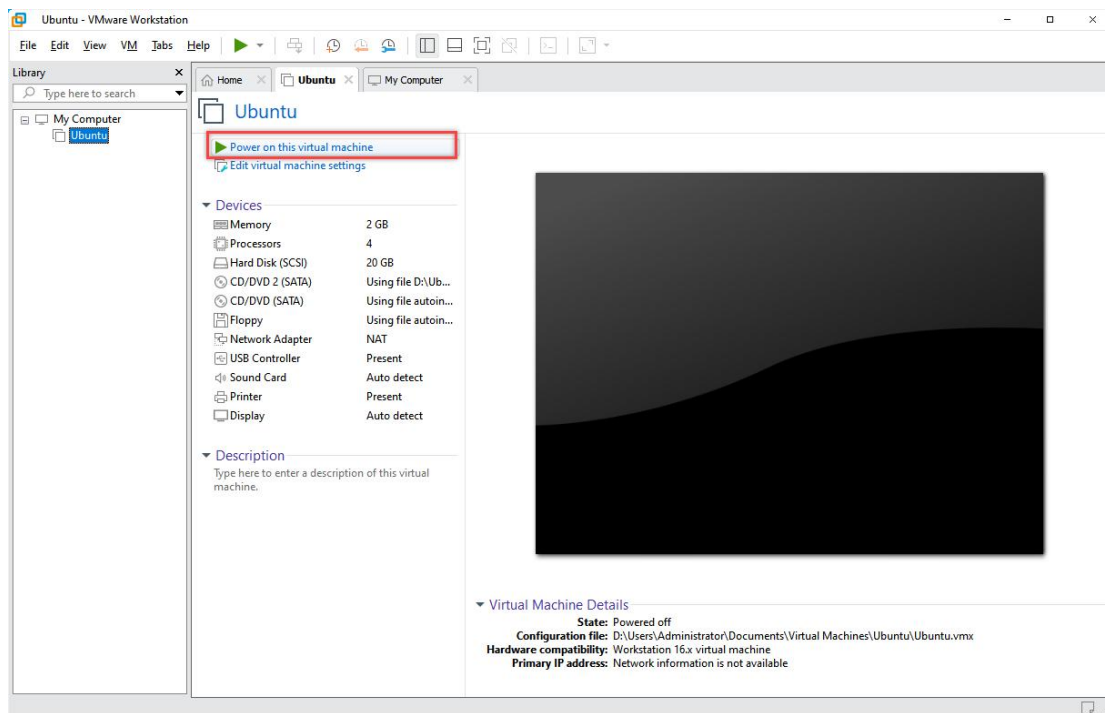 Ubuntu - VMware Workstation
File Edit View VM Tabs Help
Library
Type here to search
My Computer
Ubuntu
Home
Ubuntu
My Computer
Ubuntu
Power on this virtual machine
Edit virtual machine settings
Devices
Memory 2 GB
Processors 4
Hard Disk (SCSI) 20 GB
CD/DVD 2 (SATA) Using file D:\Ub...
CD/DVD (SATA) Using file autoin...
Floppy Using file autoin...
Network Adapter NAT
USB Controller Present
Sound Card Auto detect
Printer Present
Display Auto detect
Description
Type here to enter a description of this virtual
machine.
Virtual Machine Details
State: Powered off
Configuration file: D:\Users\Administrator\Documents\Virtual Machines\Ubuntu\Ubuntu.vmx
Hardware compatibility: Workstation 16.x virtual machine
Primary IP address: Network information is not available